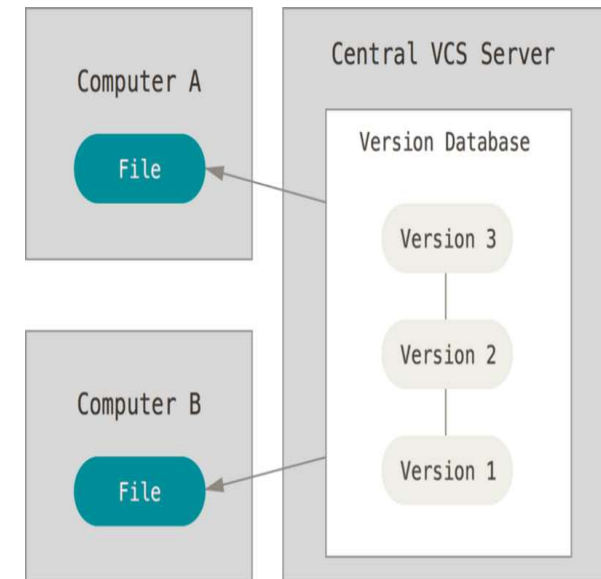 Computer A
File
Computer B
File
Central VCS Server
Version Database
Version 3
Version 2
Version 1